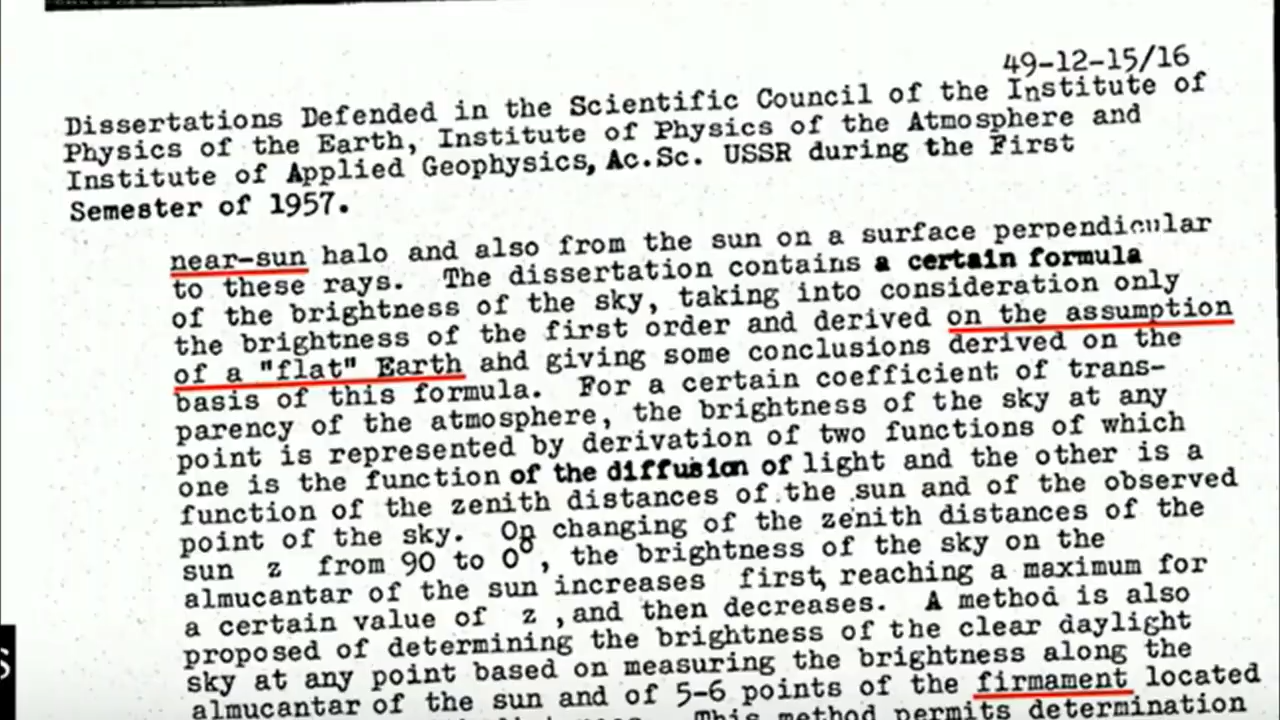 49-12-15/16
Dissertations Defended in the Scientific Council of the Institute of
Physics of the Earth, Institute of Physics of the Atmosphere and
Institute of Applied Geophysics, Ac.Sc. USSR during the First
Semester of 1957.
near-sun halo and also from the sun on a surface perpendicular
to these rays. The dissertation contains a certain formula
of the brightness of the sky, taking into consideration only
the brightness of the first order and derived on the assumption
of a "flat" Earth and giving some conclusions derived on the
basis of this formula. For a certain coefficient of trans-
parency of the atmosphere, the brightness of the sky at any
point is represented by derivation of two functions of which
one is the function of the diffusion of light and the other is a
function of the zenith distances of the sun and of the observed
point of the sky. On changing of the zenith distances of the
sun z from 90 to 0°, the brightness of the sky on the
almucantar of the sun increases first, reaching a maximum for
a certain value of z , and then decreases. A method is also
proposed of determining the brightness of the clear daylight
sky at any point based on measuring the brightness along the
almucantar of the sun and of 5-6 points of the firmament located
This method permits determination
S